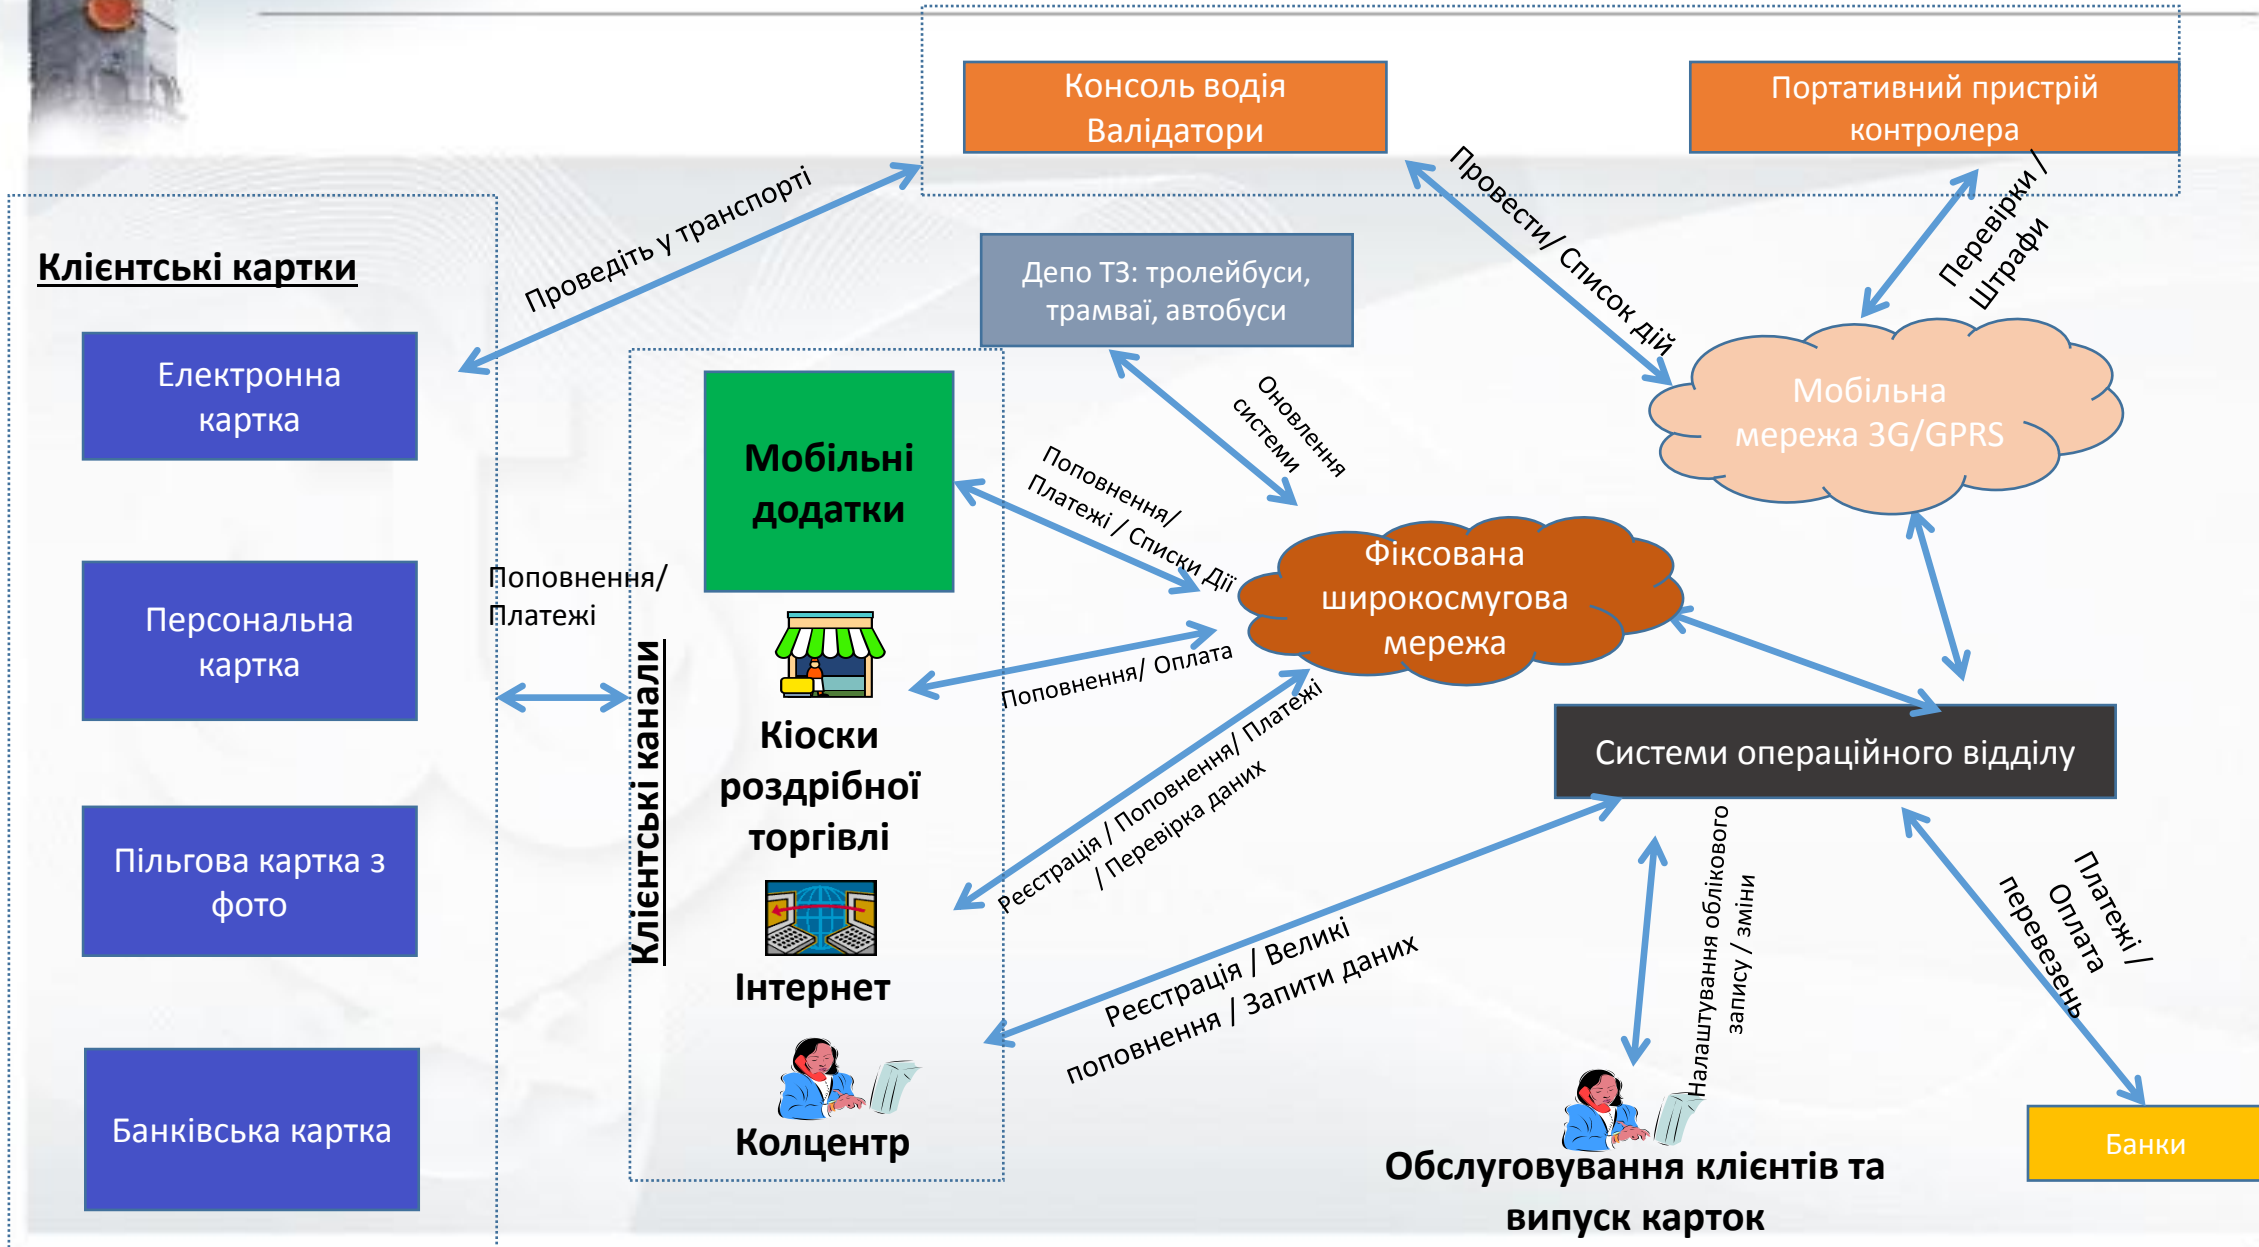 Консоль водія
Валідатори
Портативний пристрій
контролера
Проведіть у транспорті
Провести/ Список дій
Перевірки /
Штрафи
Клієнтські картки
Електронна
картка
Персональна
картка
Пільгова картка з
фото
Банківська картка
Поповнення/
Платежі
Депо ТЗ: тролейбуси,
трамваї, автобуси
Оновлення
системи
Мобільна
мережа 3G/GPRS
Клієнтські канали
Мобільні
додатки
Кіоски
роздрібної
торгівлі
Інтернет
Колцентр
Поповнення/
Платежі / Списки Дії
Поповнення/ Оплата
Реєстрація / Поповнення/ Платежі
/ Перевірка даних
Реєстрація / Великі
поповнення / Запити даних
Фіксована
широкосмугова
мережа
Системи операційного відділу
Налаштування облікового
запису / зміни
Платежі /
Оплата
перевезень
Обслуговування клієнтів та
випуск карток
Банки